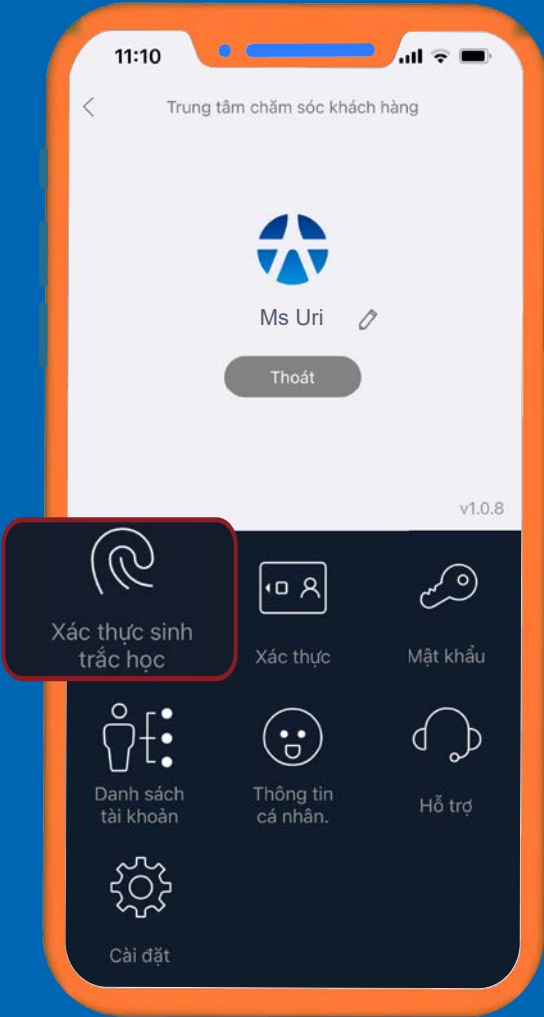 11:10
Trung tâm chăm sóc khách hàng
Ms Uri
Thoát
v1.0.8
Xác thực sinh
trắc học
Xác thực
Mật khẩu
Danh sách
tài khoản
Thông tin
cá nhân.
Hỗ trợ
Cài đặt